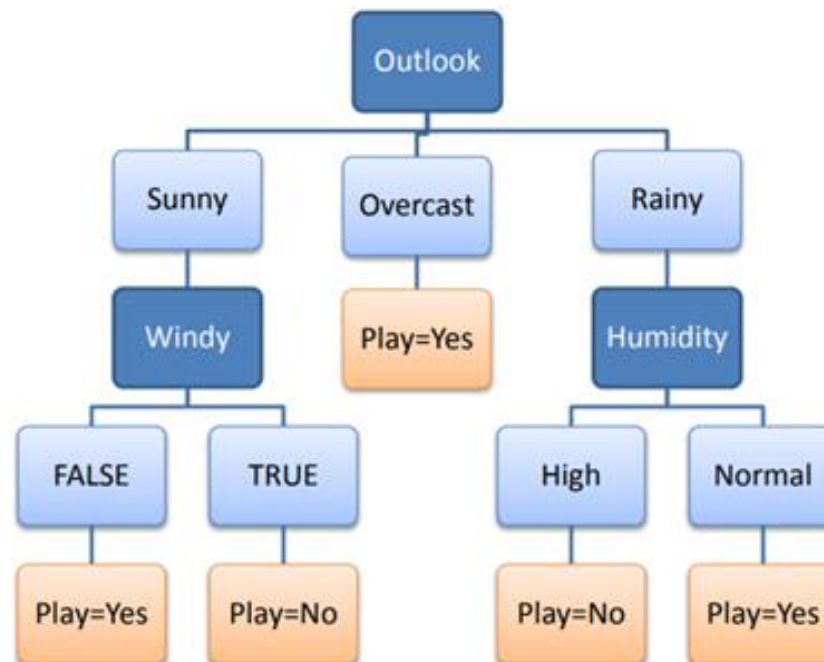 Outlook
Sunny
Overcast
Rainy
Windy
Play=Yes
Humidity
FALSE
TRUE
High
Normal
Play=Yes
Play=No
Play=No
Play=Yes